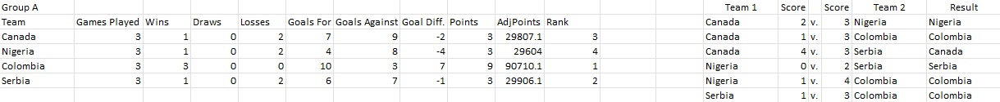 Group A Team 1 Score Score Team 2 Result
Team Games Played Wins Draws Losses Goals For Goals Against Goal Diff. Points AdjPoints Rank Canada 2 v. 3 Nigeria Nigeria
Canada 3 1 0 2 7 9 -2 3 29807.1 3 Canada 1 v. 3 Colombia Colombia
Nigeria 3 1 0 2 4 8 -4 3 29604 4 Canada 4 v. 3 Serbia Canada
Colombia 3 3 0 0 10 3 7 9 90710.1 1 Nigeria 0 v. 2 Serbia Serbia
Serbia 3 1 0 2 6 7 -1 3 29906.1 2 Nigeria 1 v. 4 Colombia Colombia
Serbia 1 v. 3 Colombia Colombia